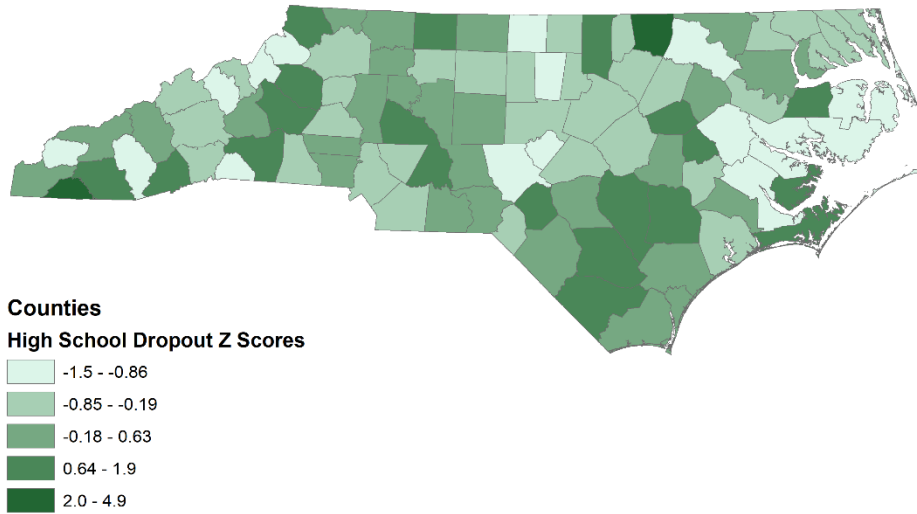 Counties
High School Dropout Z Scores
-1.5 - -0.86
-0.85 - -0.19
-0.18 - 0.63
0.64 - 1.9
2.0 - 4.9